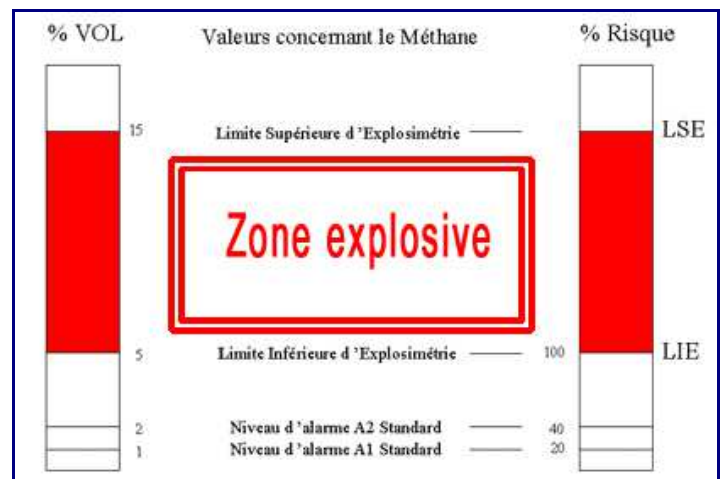 % VOL Valeurs concernant le Méthane % Risque
15 Limite Supérieure d ’Explosimétrie LSE
Zone explosive
5 Limite Inférieure d ’Explosimétrie 100 LIE
2 Niveau d ’alarme A2 Standard 40
1 Niveau d ’alarme A1 Standard 20